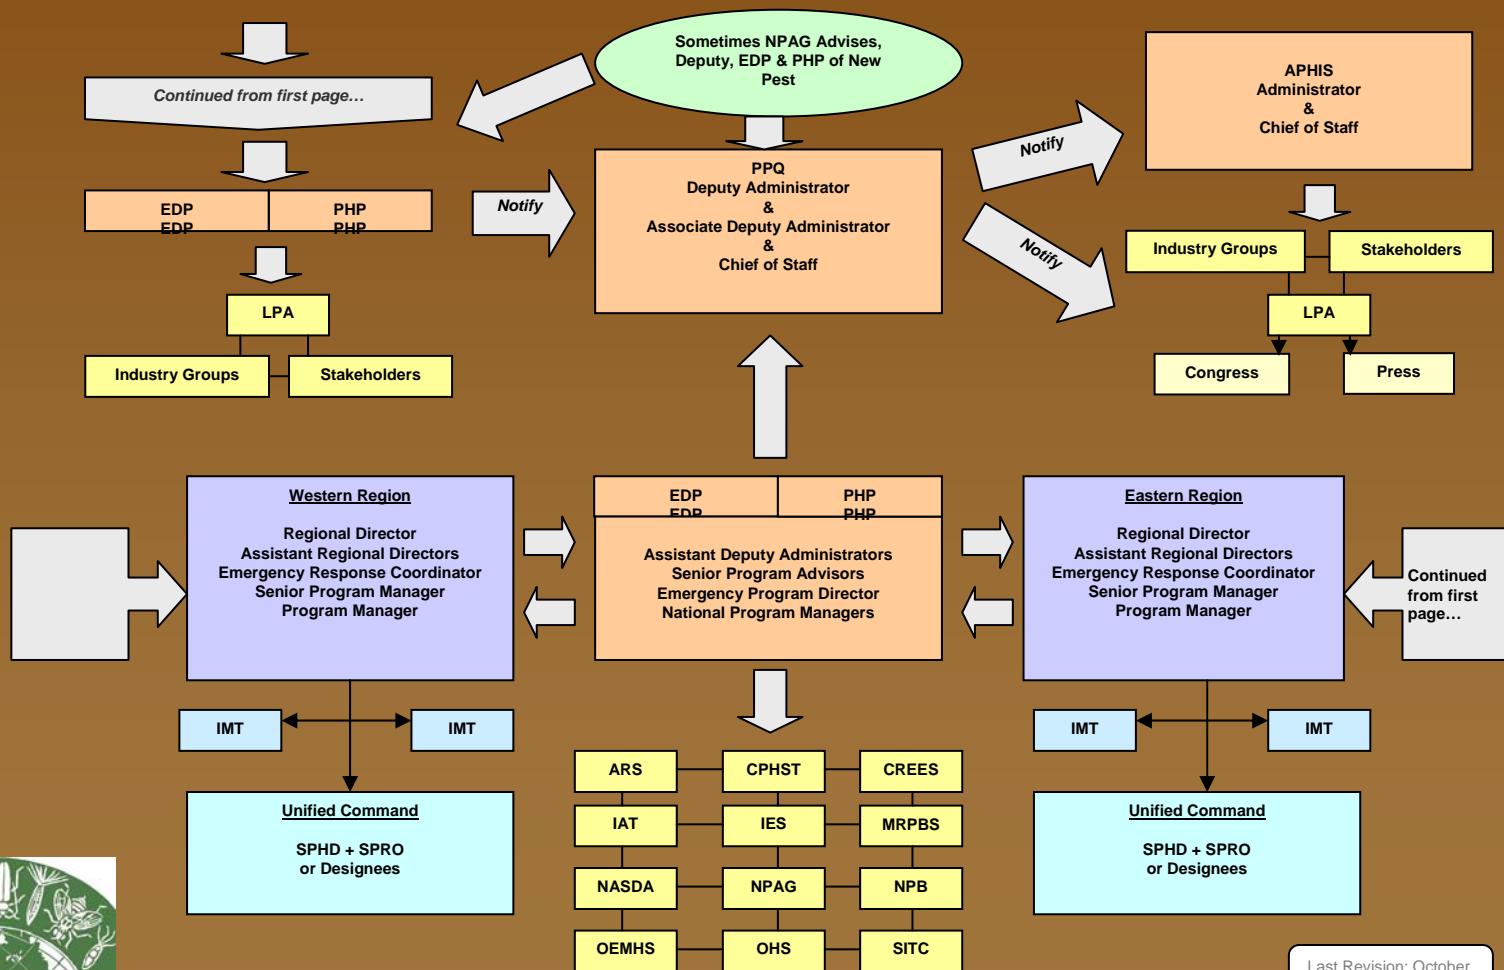 Sometimes NPAG Advises,
Deputy, EDP & PHP of New
Pest
Continued from first page…
APHIS
Administrator
&
Chief of Staff
Notify
PPQ
Deputy Administrator
&
Associate Deputy Administrator
&
Chief of Staff
EDP
EDP
PHP
PHP
Notify
Notify
Industry Groups
Stakeholders
LPA
LPA
Industry Groups
Stakeholders
Congress
Press
Western Region
Regional Director
Assistant Regional Directors
Emergency Response Coordinator
Senior Program Manager
Program Manager
EDP
EDP
PHP
PHP
Assistant Deputy Administrators
Senior Program Advisors
Emergency Program Director
National Program Managers
Eastern Region
Regional Director
Assistant Regional Directors
Emergency Response Coordinator
Senior Program Manager
Program Manager
Continued
from first
page…
IMT
IMT
IMT
IMT
Unified Command
SPHD + SPRO
or Designees
ARS
CPHST
CREES
IAT
IES
MRPBS
NASDA
NPAG
NPB
OEMHS
OHS
SITC
Unified Command
SPHD + SPRO
or Designees
Last Revision: October